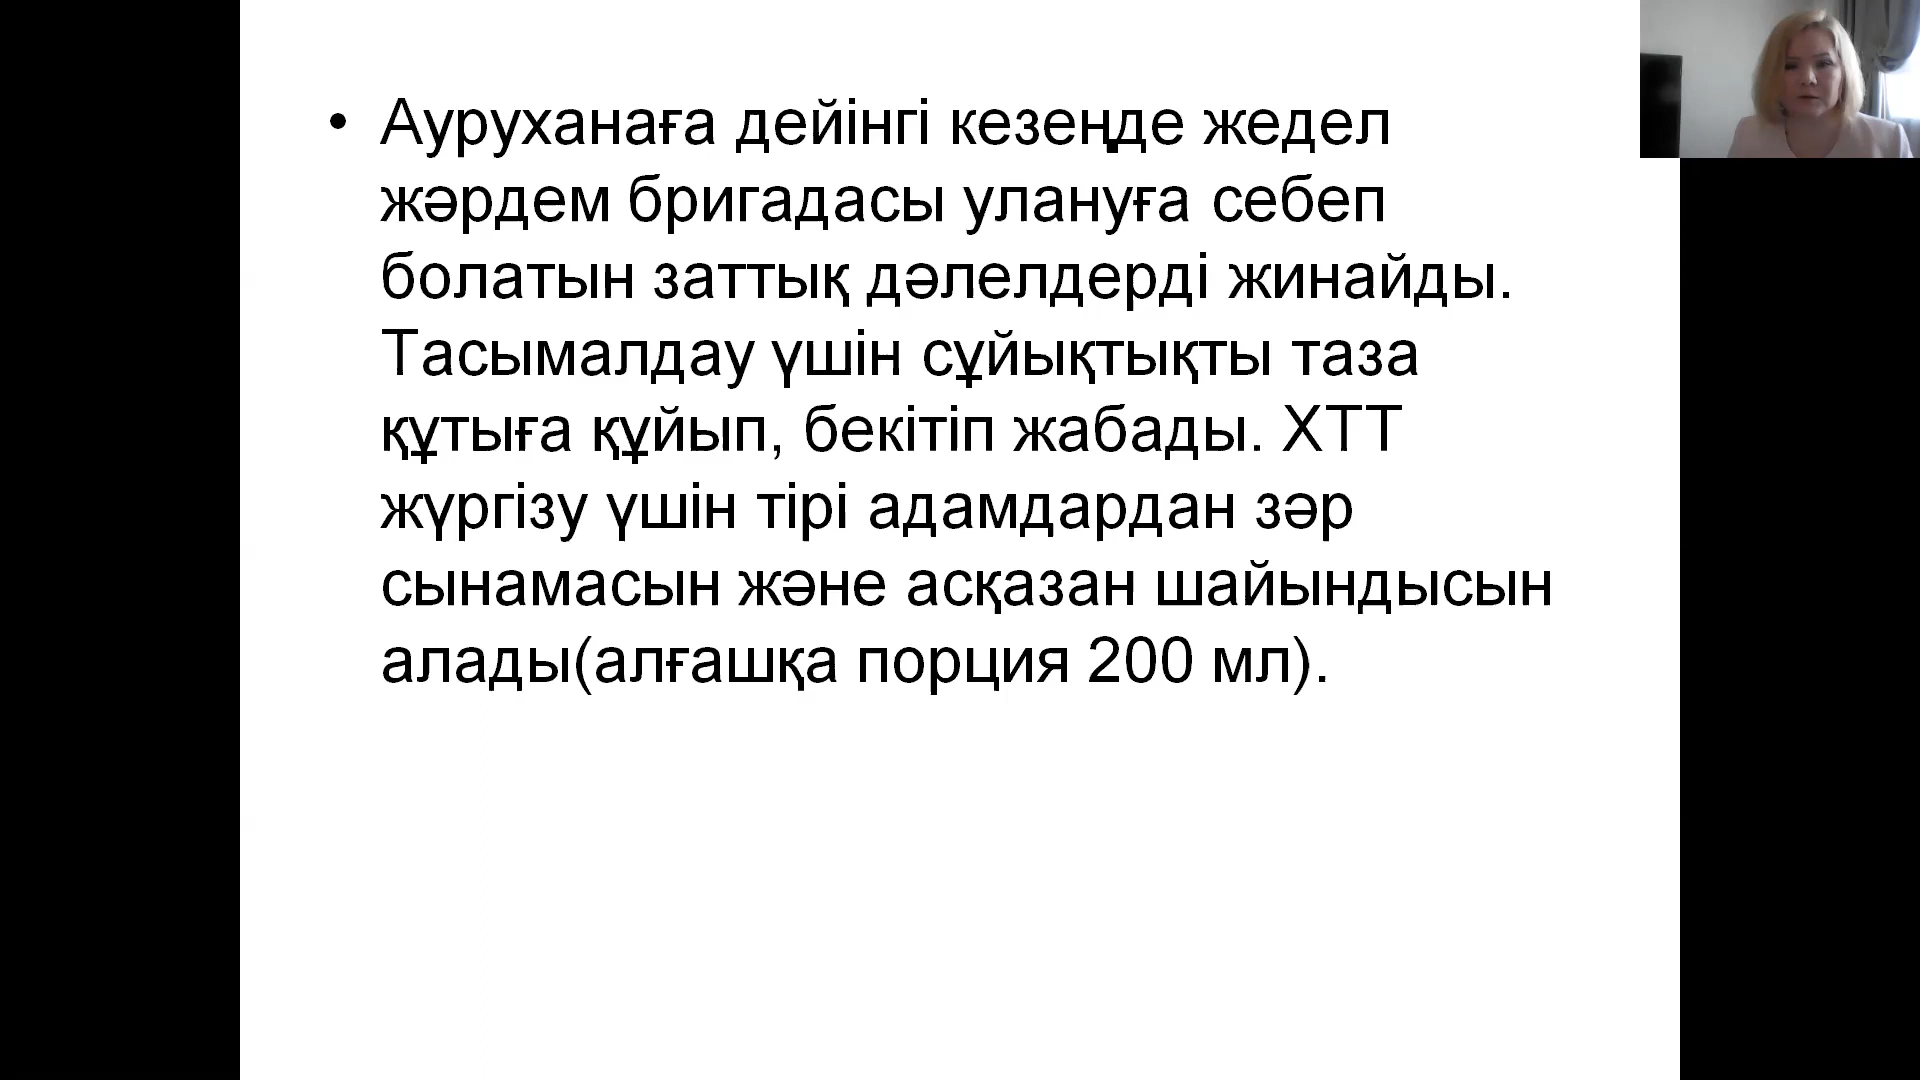 • Ауруханаға дейінгі кезеңде жедел
жәрдем бригадасы улануға себеп
болатын заттық дәлелдерді жинайды.
Тасымалдау үшін сұйықтықты таза
құтыға құйып, бекітіп жабады. ХТТ
жүргізу үшін тірі адамдардан зәр
сынамасын және асқазан шайындысын
алады(алғашқа порция 200 мл).